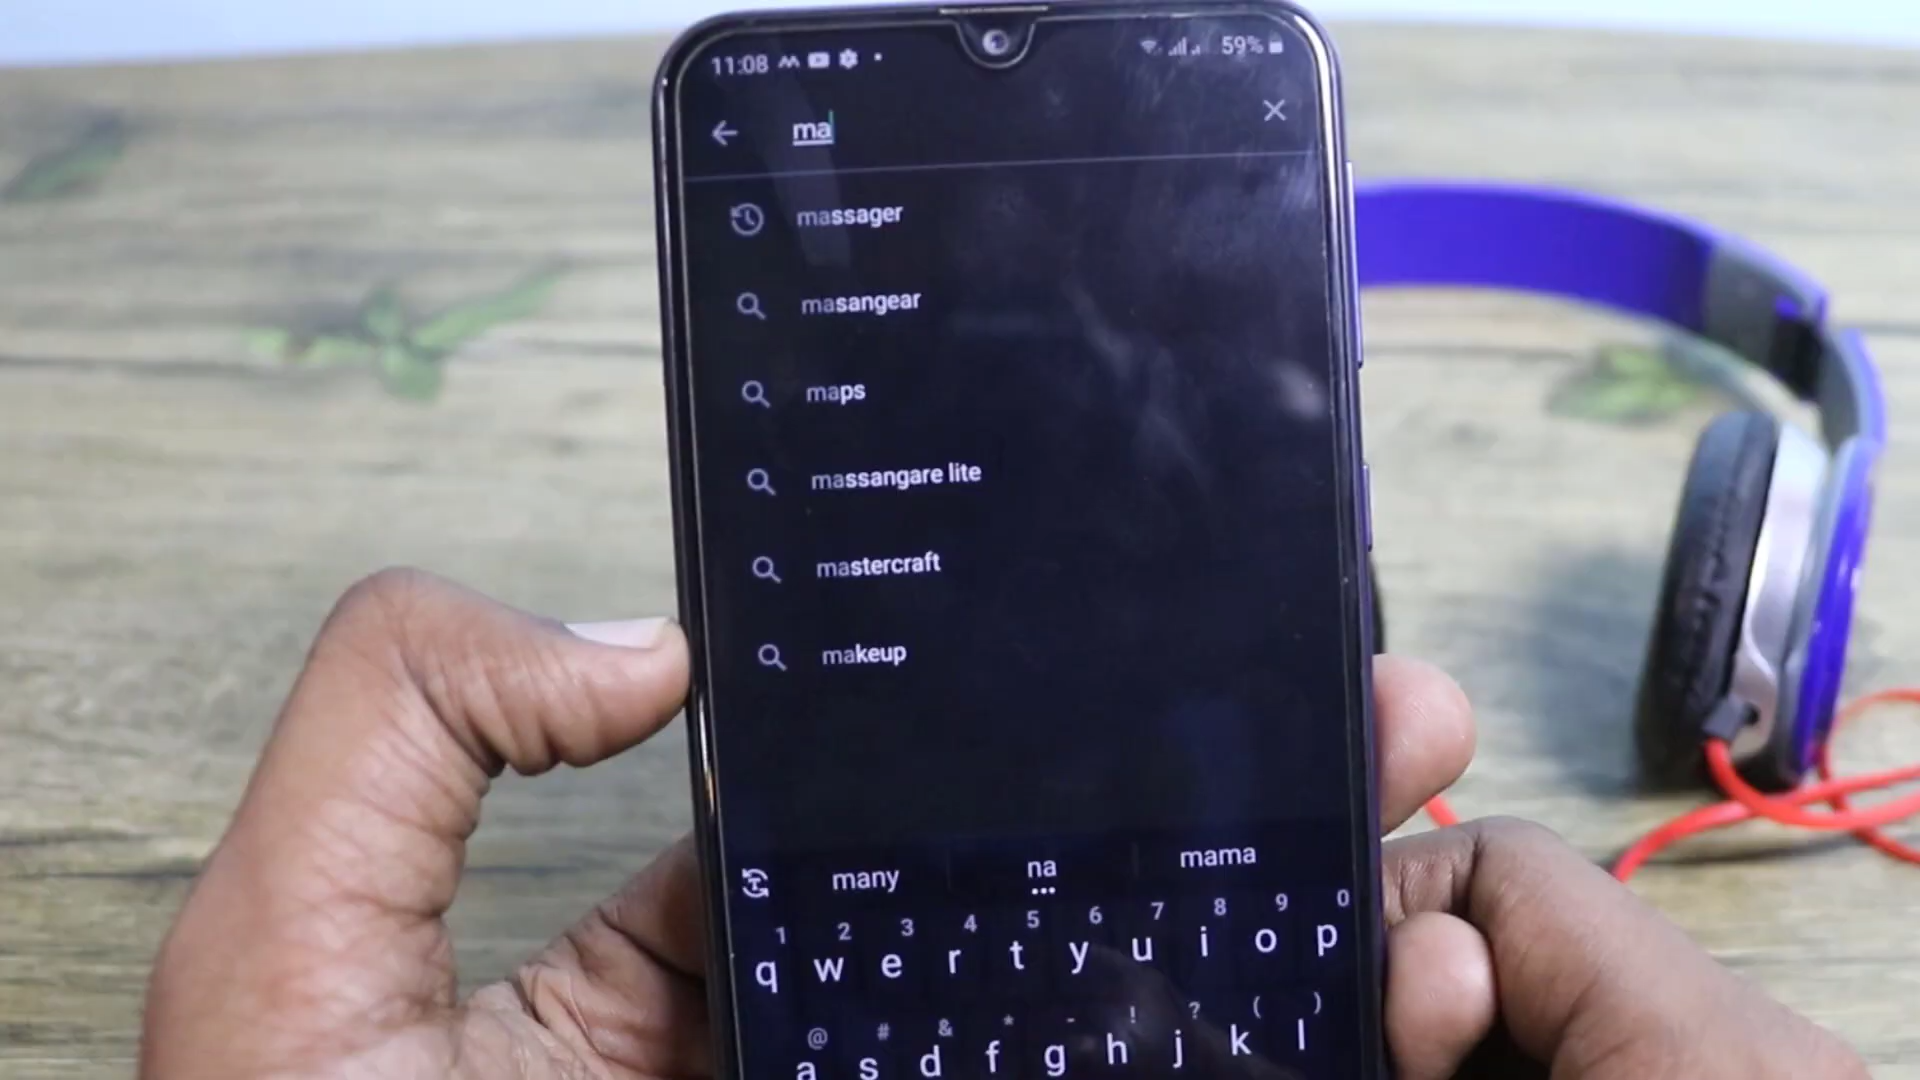 11:08 59%
ma
massager
masangear
maps
massangare lite
mastercraft
makeup
many na mama
1 2 3 4 5 6 7 8 9 0
q w e r t y u i o p
@ # & * - ! ? ( )
a s d f g h j k l